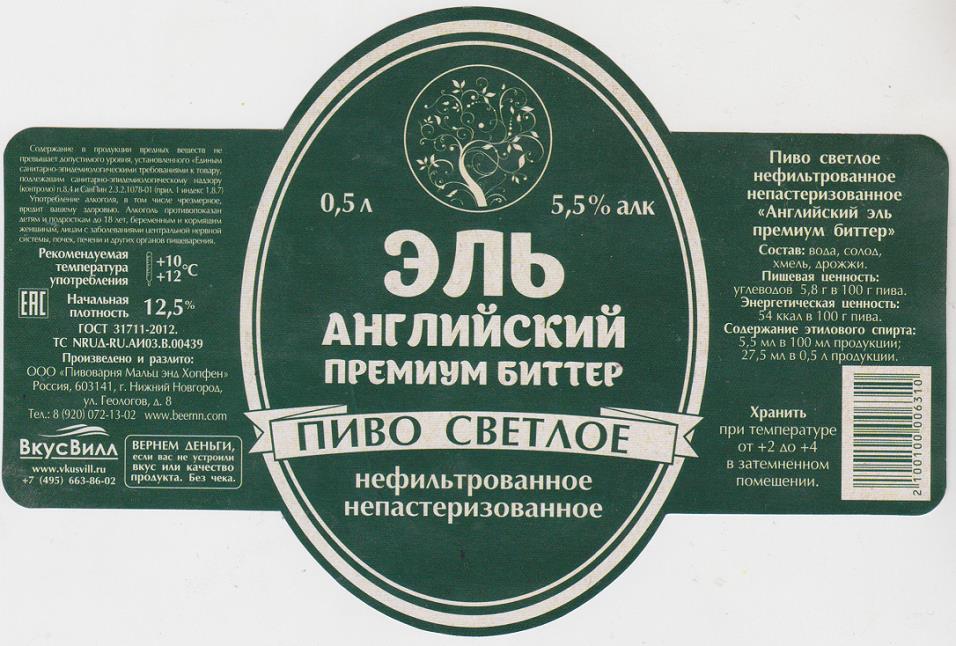 Содержание в продукции вредных веществ не
превышает допустимого уровня, установленного «Единым
санитарно-эпидемиологическими требованиями к товару,
подлежащим санитарно-эпидемиологическому надзору
(контролю) гл.8,4 и СанПин 2.3.2.1078-01 (прил. 1 индекс 1.8.7)
Употребление алкоголя, в том числе чрезмерное,
вредит вашему здоровью. Алкоголь противопоказан
детям и подросткам до 18 лет, беременным и кормящим
женщинам, лицам с заболеваниями центральной нервной
системы, почек, печени и других органов пищеварения.
Рекомендуемая
температура
употребления
+10
+12 °С
ЕАС
Начальная
плотность 12,5%
ГОСТ 31711-2012.
ТС NRUД-RU.АИ03.В.00439
Произведено и разлито:
ООО «Пивоварня Мальц энд Хопфен»
Россия, 603141, г. Нижний Новгород,
ул. Геологов, д. 8
Тел.: 8 (920) 072-13-02 www.beernn.com
ВкусВилл
www.vkusvill.ru
+7 (495) 663-86-02
ВЕРНЕМ ДЕНЬГИ,
если вас не устроили
вкус или качество
продукта. Без чека.
0,5 л 5,5% алк
ЭЛЬ
АНГЛИЙСКИЙ
ПРЕМИУМ БИТТЕР
ПИВО СВЕТЛОЕ
нефильтрованное
непастеризованное
Пиво светлое
нефильтрованное
непастеризованное
«Английский эль
премиум биттер»
Состав: вода, солод,
хмель, дрожжи.
Пищевая ценность:
углеводов 5,8 г в 100 г пива.
Энергетическая ценность:
54 ккал в 100 г пива.
Содержание этилового спирта:
5,5 мл в 100 мл продукции;
27,5 мл в 0,5 л продукции.
Хранить
при температуре
от +2 до +4
в затемненном
помещении.
2 100100 006310